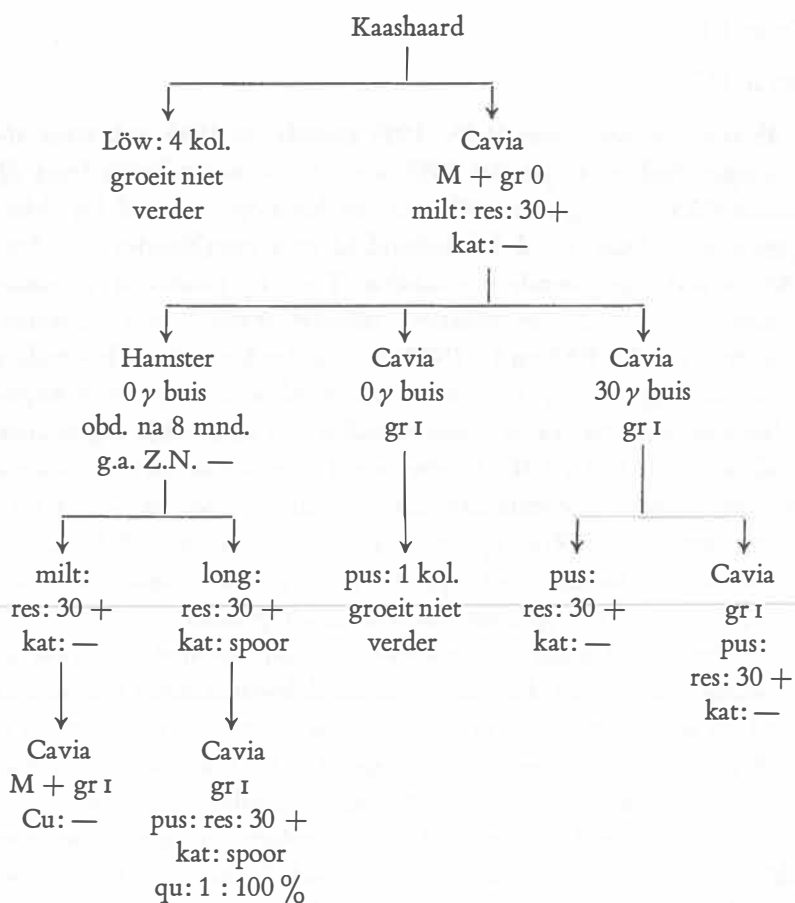 Kaashaard
Löw: 4 kol.
groeit niet
verder
Cavia
M + gr 0
milt: res: 30+
kat: —
Hamster
0 γ buis
obd. na 8 mnd.
g.a. Z.N. —
Cavia
0 γ buis
gr I
Cavia
30 γ buis
gr I
milt:
res: 30 +
kat: —
long:
res: 30 +
kat: spoor
pus: 1 kol.
groeit niet
verder
pus:
res: 30 +
kat: —
Cavia
gr I
pus:
res: 30 +
kat: —
Cavia
M + gr I
Cu: —
Cavia
gr I
pus: res: 30 +
kat: spoor
qu: 1 : 100 %